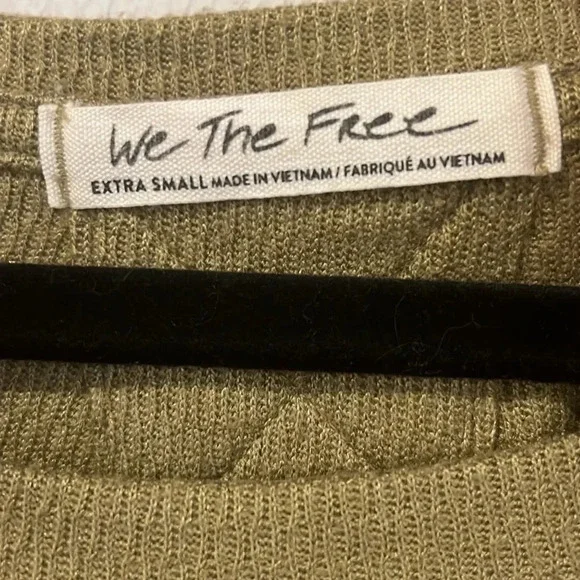 We The Free
EXTRA SMALL MADE IN VIETNAM / FABRIQUÉ AU VIETNAM